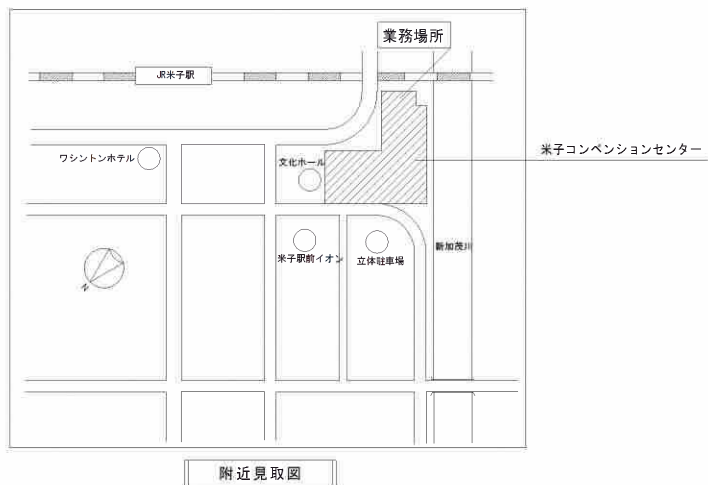 業務場所
JR米子駅
米子コンベンションセンター
ワシントンホテル
文化ホール
新加茂川
米子駅前イオン
立体駐車場
N
附近見取図